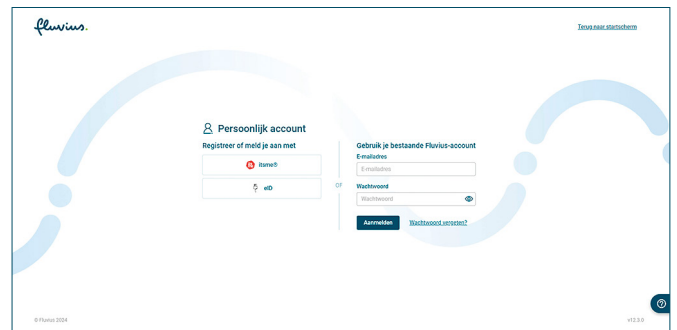 fluvius.
Terug naar startscherm
Persoonlijk account
Registreer of meld je aan met
itsme®
eID
OF
Gebruik je bestaande Fluvius-account
E-mailadres
E-mailadres
Wachtwoord
Wachtwoord
Aanmelden
Wachtwoord vergeten?
© Fluvius 2024
v12.3.0